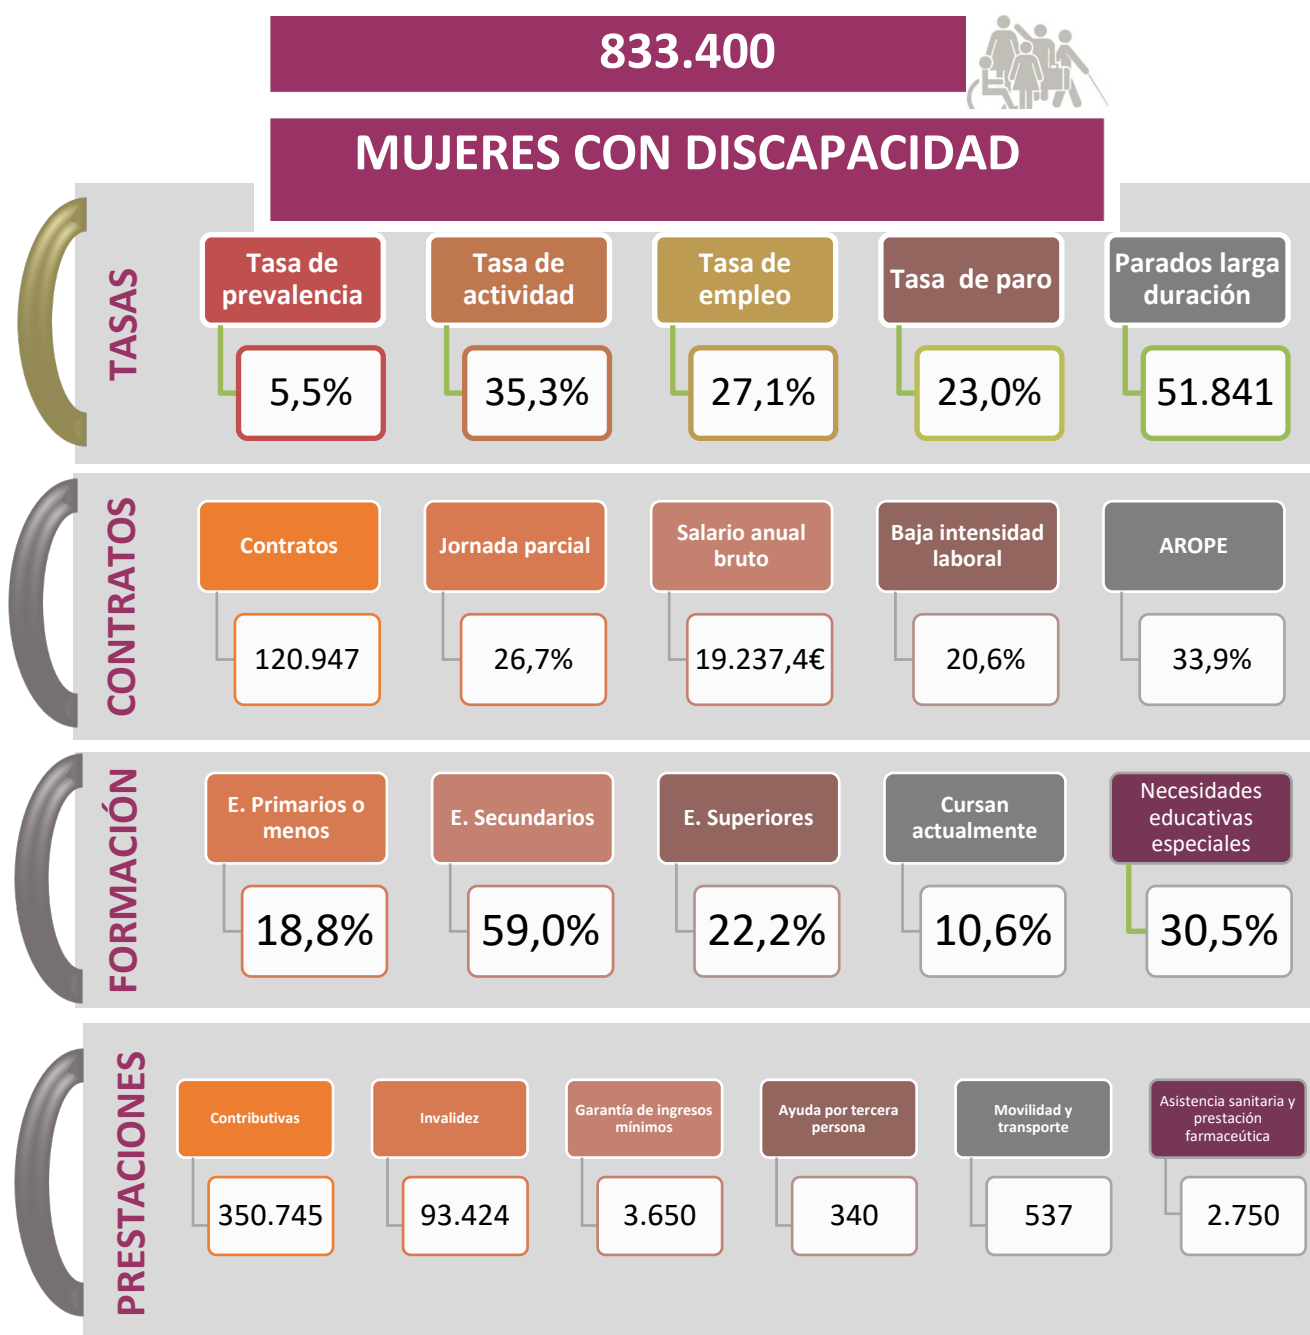 833.400
MUJERES CON DISCAPACIDAD
TASAS
Tasa de
prevalencia
Tasa de
actividad
Tasa de
empleo
Tasa de paro
Parados larga
duración
5,5%
35,3%
27,1%
23,0%
51.841
CONTRATOS
Contratos
Jornada parcial
Salario anual
bruto
Baja intensidad
laboral
AROPE
120.947
26,7%
19.237,4€
20,6%
33,9%
FORMACIÓN
E. Primarios o
menos
E. Secundarios
E. Superiores
Cursan
actualmente
Necesidades
educativas
especiales
18,8%
59,0%
22,2%
10,6%
30,5%
PRESTACIONES
Contributivas
Invalidez
Garantía de ingresos
mínimos
Ayuda por tercera
persona
Movilidad y
transporte
Asistencia sanitaria y
prestación
farmaceútica
350.745
93.424
3.650
340
537
2.750